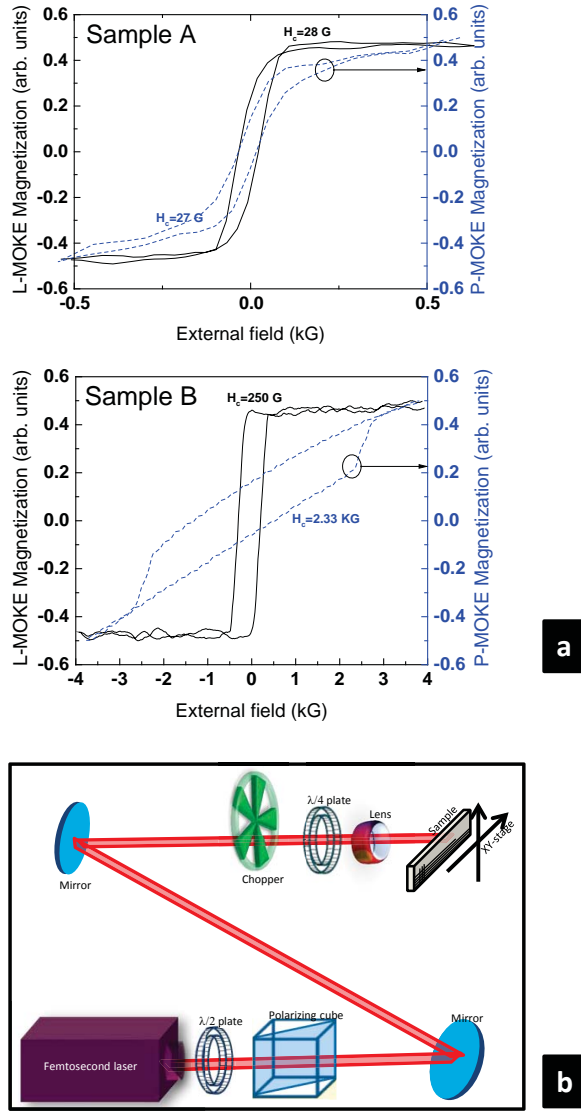 Sample A
H_c=28 G
H_c=27 G
0.6
0.4
0.2
0.0
-0.2
-0.4
-0.6
0.6
0.4
0.2
0.0
-0.2
-0.4
-0.6
-0.5
0.0
0.5
L-MOKE Magnetization (arb. units)
P-MOKE Magnetization (arb. units)
External field (kG)
Sample B
H_c=250 G
H_c=2.33 KG
0.6
0.4
0.2
0.0
-0.2
-0.4
-0.6
0.6
0.4
0.2
0.0
-0.2
-0.4
-0.6
-4
-3
-2
-1
0
1
2
3
4
L-MOKE Magnetization (arb. units)
P-MOKE Magnetization (arb. units)
External field (kG)
a
Mirror
Chopper
λ/4 plate
Lens
Sample
XY-stage
Femtosecond laser
λ/2 plate
Polarizing cube
Mirror
b